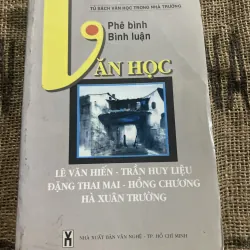 TỦ SÁCH VĂN HỌC TRONG NHÀ TRƯỜNG
Phê bình
Bình luận
VĂN HỌC
LÊ VĂN HIẾN - TRẦN HUY LIỆU
ĐẶNG THAI MAI - HỒNG CHƯƠNG
HÀ XUÂN TRƯỜNG
NHÀ XUẤT BẢN VĂN NGHỆ - TP. HỒ CHÍ MINH